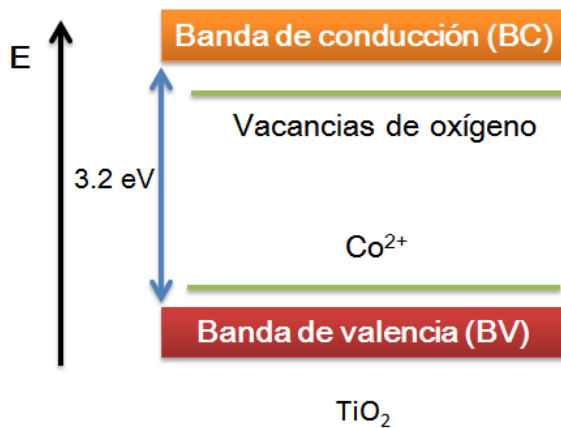 Banda de conducción (BC)
E
Vacancias de oxígeno
3.2 eV
Co²⁺
Banda de valencia (BV)
TiO₂